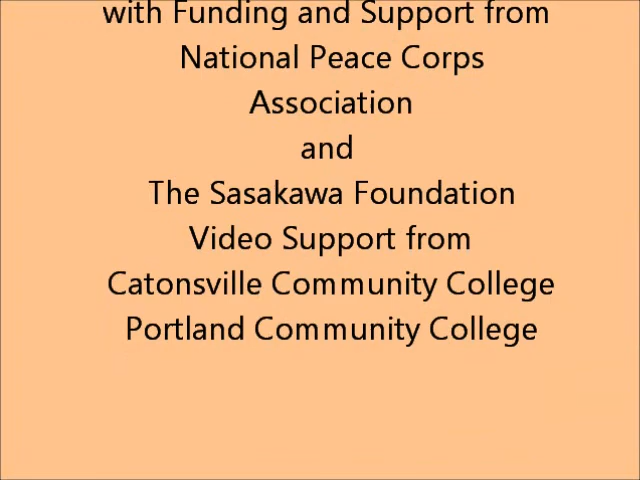 with Funding and Support from
National Peace Corps
Association
and
The Sasakawa Foundation
Video Support from
Catonsville Community College
Portland Community College